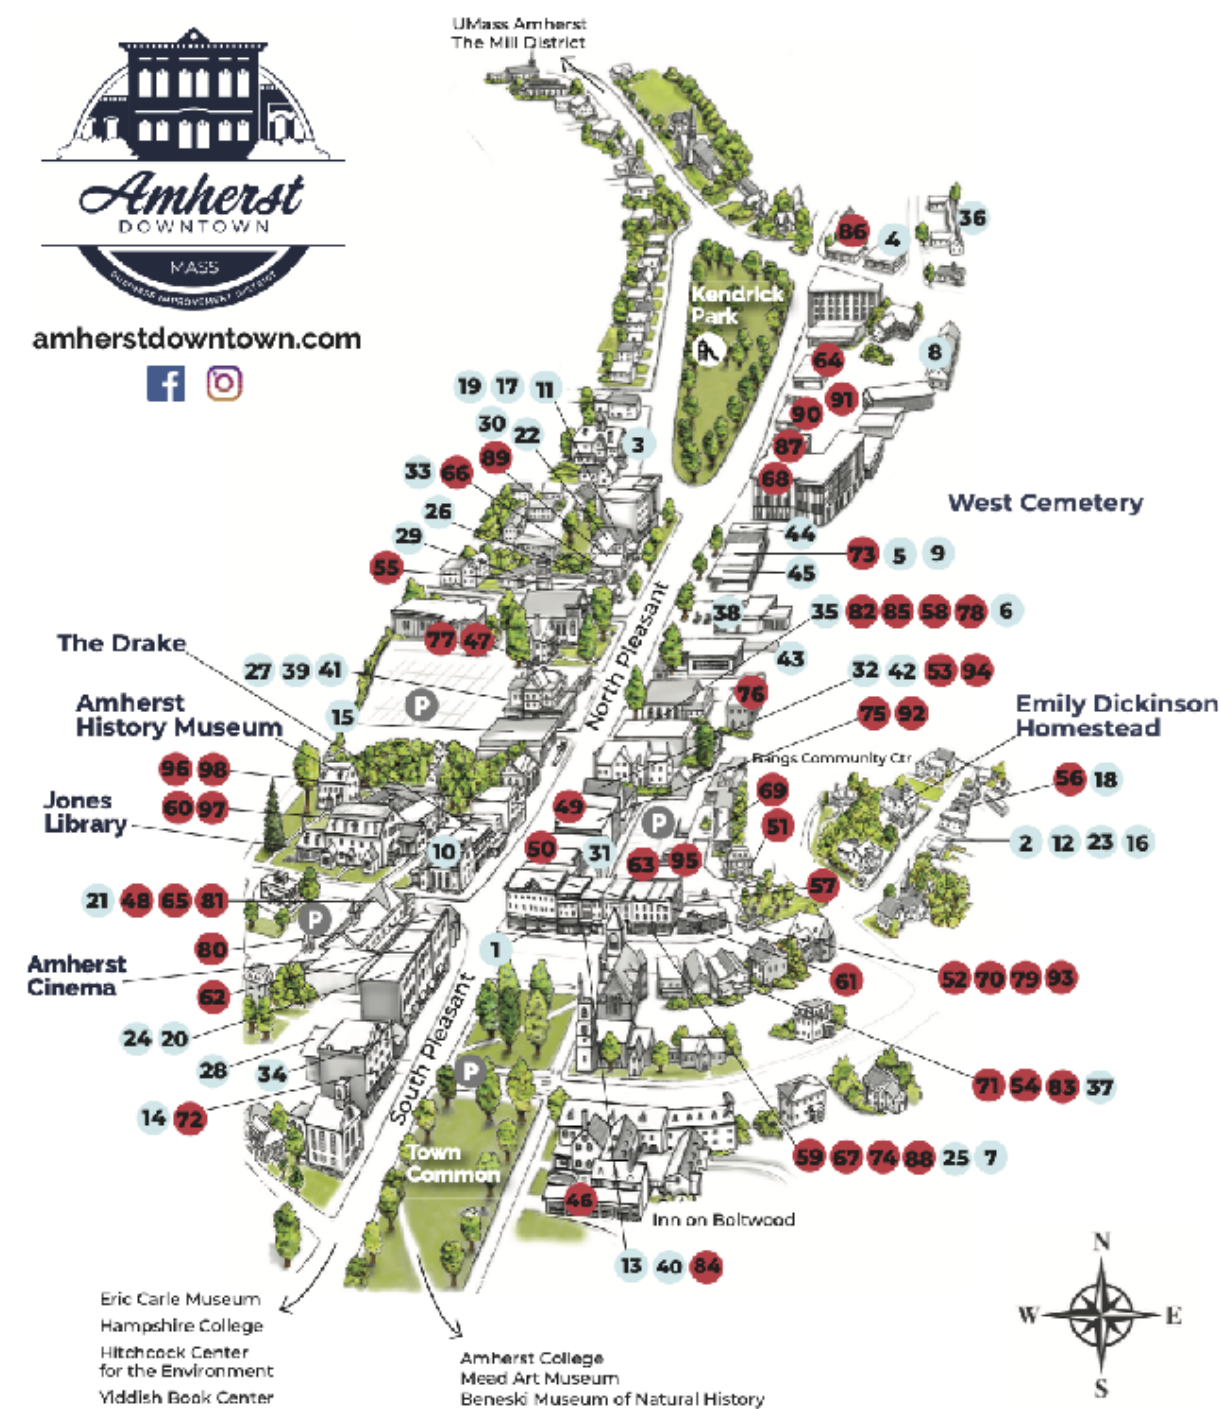 UMass Amherst
The Mill District
Amherst
DOWNTOWN
MASS
BUSINESS IMPROVEMENT DISTRICT
amherstdowntown.com
36
86
4
Kendrick
Park
8
64
19 17 11
91
30
90
22
3
87
33 66 89
68
West Cemetery
26
44
29
73 5 9
55
45
38
35 82 85 58 78 6
The Drake
77 47
43
27 39 41
32 42 53 94
North Pleasant
76
Amherst
History Museum
15
P
75 92
Emily Dickinson
Homestead
Bangs Community Ctr
96 98
56 18
69
60 97
49
Jones
Library
P
51
10
50
31
2 12 23 16
63 95
57
21 48 65 81
P
80
1
Amherst
Cinema
61
52 70 79 93
62
24 20
South Pleasant
28
34
P
71 54 83 37
14 72
Town
Common
59 67 74 88 25 7
46
Inn on Boltwood
13 40 84
Eric Carle Museum
Hampshire College
Hitchcock Center
for the Environment
Yiddish Book Center
Amherst College
Mead Art Museum
Beneski Museum of Natural History
N
W E
S